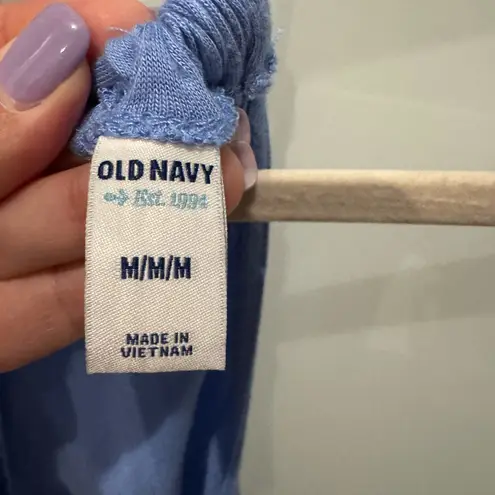 OLD NAVY
Est. 1994
M/M/M
MADE IN
VIETNAM